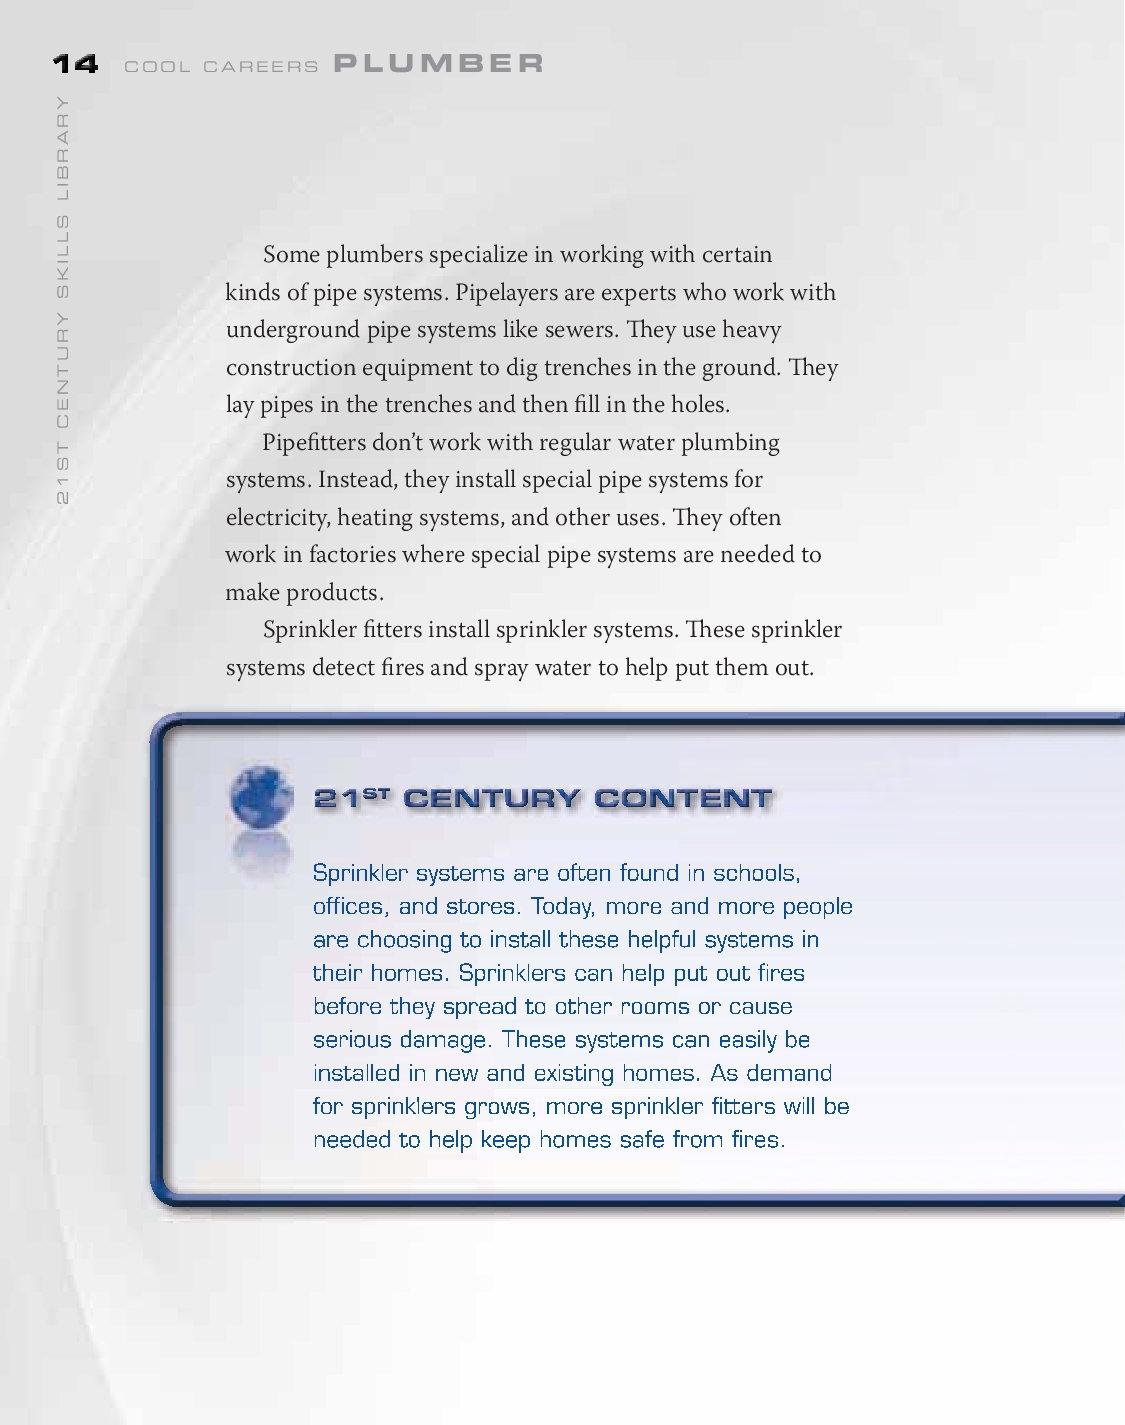 14 COOL CAREERS PLUMBER
21ST CENTURY SKILLS LIBRARY
Some plumbers specialize in working with certain
kinds of pipe systems. Pipelayers are experts who work with
underground pipe systems like sewers. They use heavy
construction equipment to dig trenches in the ground. They
lay pipes in the trenches and then fill in the holes.
Pipefitters don’t work with regular water plumbing
systems. Instead, they install special pipe systems for
electricity, heating systems, and other uses. They often
work in factories where special pipe systems are needed to
make products.
Sprinkler fitters install sprinkler systems. These sprinkler
systems detect fires and spray water to help put them out.
21ST CENTURY CONTENT
Sprinkler systems are often found in schools,
offices, and stores. Today, more and more people
are choosing to install these helpful systems in
their homes. Sprinklers can help put out fires
before they spread to other rooms or cause
serious damage. These systems can easily be
installed in new and existing homes. As demand
for sprinklers grows, more sprinkler fitters will be
needed to help keep homes safe from fires.